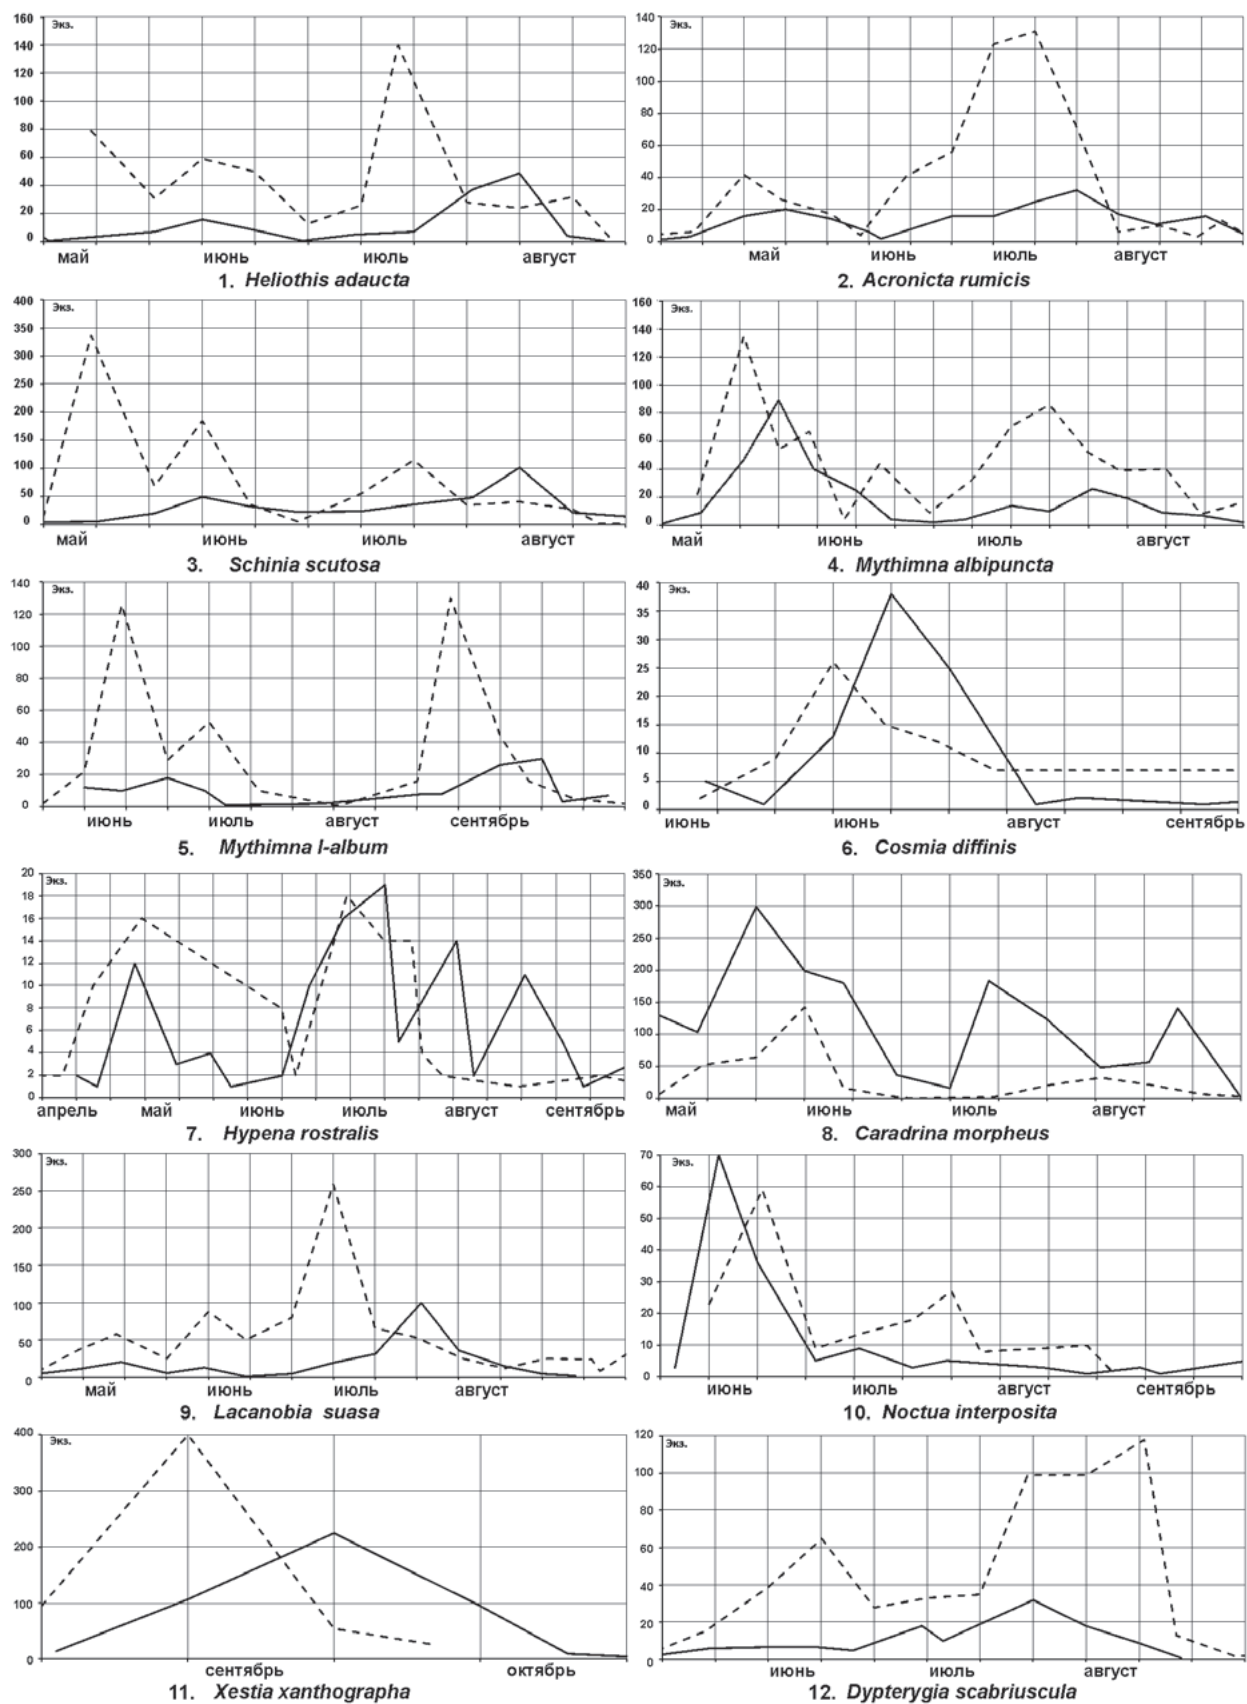 Экз.
160
140
120
100
80
60
40
20
0
май июнь июль август
1. Heliothis adaucta
Экз.
140
120
100
80
60
40
20
0
май июнь июль август
2. Acronicta rumicis
Экз.
400
350
300
250
200
150
100
50
0
май июнь июль август
3. Schinia scutosa
Экз.
160
140
120
100
80
60
40
20
0
май июнь июль август
4. Mythimna albipuncta
Экз.
140
120
100
80
60
40
20
0
июнь июль август сентябрь
5. Mythimna l-album
Экз.
40
35
30
25
20
15
10
5
0
июнь июнь август сентябрь
6. Cosmia diffinis
Экз.
20
18
16
14
12
10
8
6
4
2
0
апрель май июнь июль август сентябрь
7. Hypena rostralis
Экз.
350
300
250
200
150
100
50
0
май июнь июль август
8. Caradrina morpheus
Экз.
300
250
200
150
100
50
0
май июнь июль август
9. Lacanobia suasa
Экз.
70
60
50
40
30
20
10
0
июнь июль август сентябрь
10. Noctua interposita
Экз.
400
300
200
100
0
сентябрь октябрь
11. Xestia xanthographa
Экз.
120
100
80
60
40
20
0
июнь июль август
12. Dypterygia scabriuscula